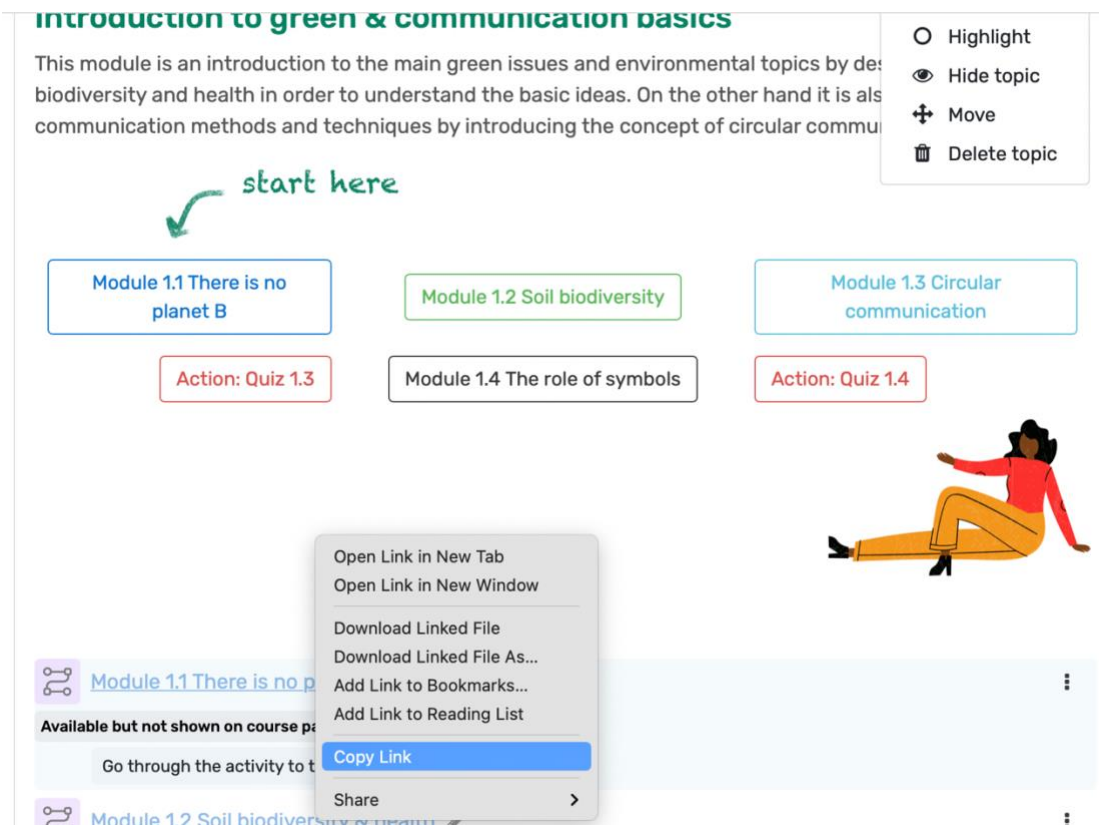 Introduction to green & communication basics
This module is an introduction to the main green issues and environmental topics by
biodiversity and health in order to understand the basic ideas. On the other hand it is
communication methods and techniques by introducing the concept of circular
Highlight
Hide topic
Move
Delete topic
start here
Module 1.1 There is no
planet B
Module 1.2 Soil biodiversity
Module 1.3 Circular
communication
Action: Quiz 1.3
Module 1.4 The role of symbols
Action: Quiz 1.4
Open Link in New Tab
Open Link in New Window
Download Linked File
Download Linked File As...
Add Link to Bookmarks...
Add Link to Reading List
Copy Link
Share
Module 1.1 There is no
Available but not shown on course
Go through the activity to
Module 1.2 Soil biodiversity & health